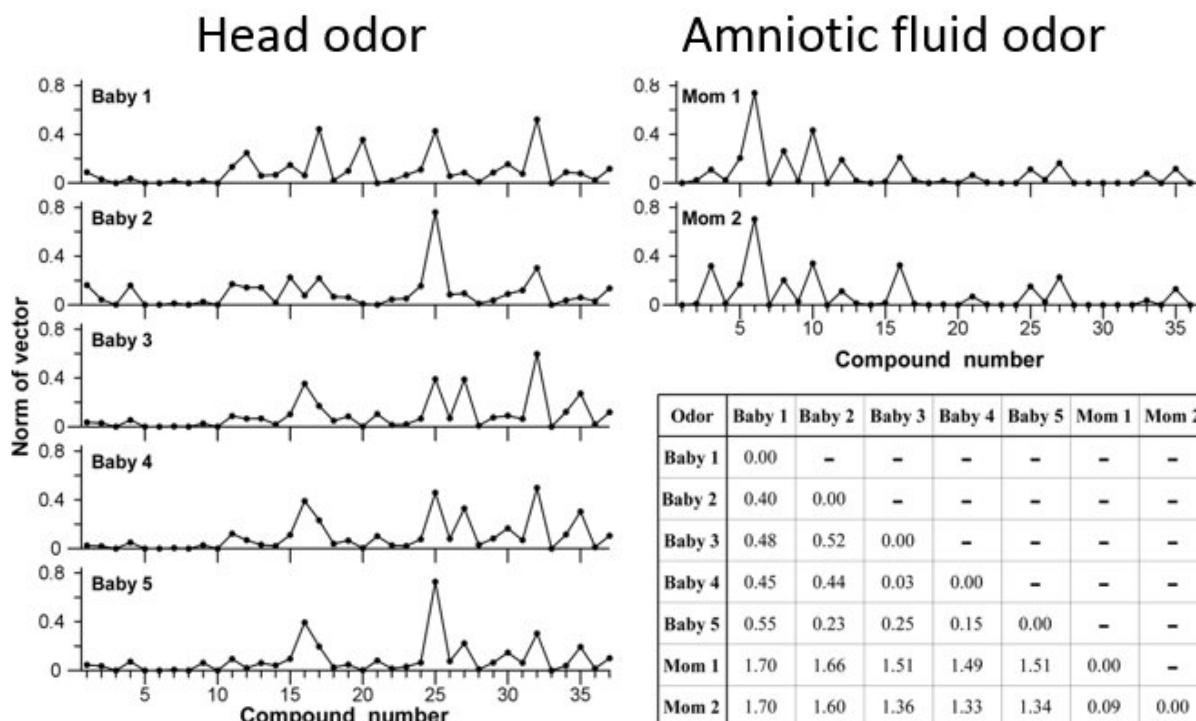 Head odor
Amniotic fluid odor
0.8
Baby 1
0.4
0
0.8
Baby 2
0.4
0
0.8
Baby 3
0.4
0
0.8
Baby 4
0.4
0
0.8
Baby 5
0.4
0
5 10 15 20 25 30 35
Compound number
Norm of vector
0.8
Mom 1
0.4
0
0.8
Mom 2
0.4
0
5 10 15 20 25 30 35
Compound number
Odor Baby 1 Baby 2 Baby 3 Baby 4 Baby 5 Mom 1 Mom 2
Baby 1 0.00 – – – – – –
Baby 2 0.40 0.00 – – – – –
Baby 3 0.48 0.52 0.00 – – – –
Baby 4 0.45 0.44 0.03 0.00 – – –
Baby 5 0.55 0.23 0.25 0.15 0.00 – –
Mom 1 1.70 1.66 1.51 1.49 1.51 0.00 –
Mom 2 1.70 1.60 1.36 1.33 1.34 0.09 0.00